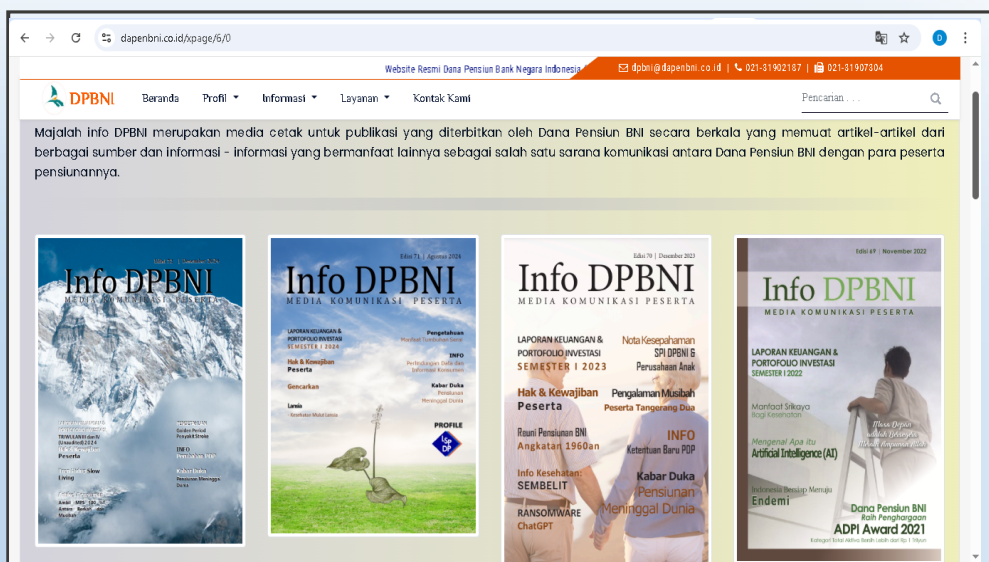 dapenbni.co.id/xpage/6/0
Website Resmi Dana Pensiun Bank Negara Indonesia
dpbni@dapenbni.co.id | 021-31902187 | 021-31907304
DPBNI Beranda Profil Informasi Layanan Kontak Kami Pencarian . . .
Majalah info DPBNI merupakan media cetak untuk publikasi yang diterbitkan oleh Dana Pensiun BNI secara berkala yang memuat artikel-artikel dari
berbagai sumber dan informasi - informasi yang bermanfaat lainnya sebagai salah satu sarana komunikasi antara Dana Pensiun BNI dengan para peserta
pensiunannya.
Info DPBNI
MEDIA KOMUNIKASI PESERTA
Peserta
Slow
Living
INFO
Kabar Duka
Edisi 71 | Agustus 2024
Info DPBNI
MEDIA KOMUNIKASI PESERTA
LAPORAN KEUANGAN &
PORTOFOLIO INVESTASI
SEMESTER I 2024
Hak & Kewajiban
Peserta
Gencarkan
Lansia
Pengetahuan
INFO
Kabar Duka
Pensiunan
Meninggal Dunia
PROFILE
LSP
DP
Edisi 70 | Desember 2023
Info DPBNI
MEDIA KOMUNIKASI PESERTA
LAPORAN KEUANGAN &
PORTOFOLIO INVESTASI
SEMESTER I 2023
Hak & Kewajiban
Peserta
Reuni Pensiunan BNI
Angkatan 1960an
Info Kesehatan:
SEMBELIT
RANSOMWARE
ChatGPT
Nota Kesepahaman
SPI DPBNI &
Perusahaan Anak
Pengalaman Musibah
Peserta Tangerang Dua
INFO
Ketentuan Baru PDP
Kabar Duka
Pensiunan
Meninggal Dunia
Edisi 69 | November 2022
Info DPBNI
MEDIA KOMUNIKASI PESERTA
LAPORAN KEUANGAN &
PORTOFOLIO INVESTASI
SEMESTER I 2022
Manfaat Srikaya
Bagi Kesehatan
Mengenal Apa itu
Artificial Intelligence (AI)
Indonesia Bersiap Menuju
Endemi
Masa Depan
Dana Pensiun BNI
Raih Penghargaan
ADPI Award 2021